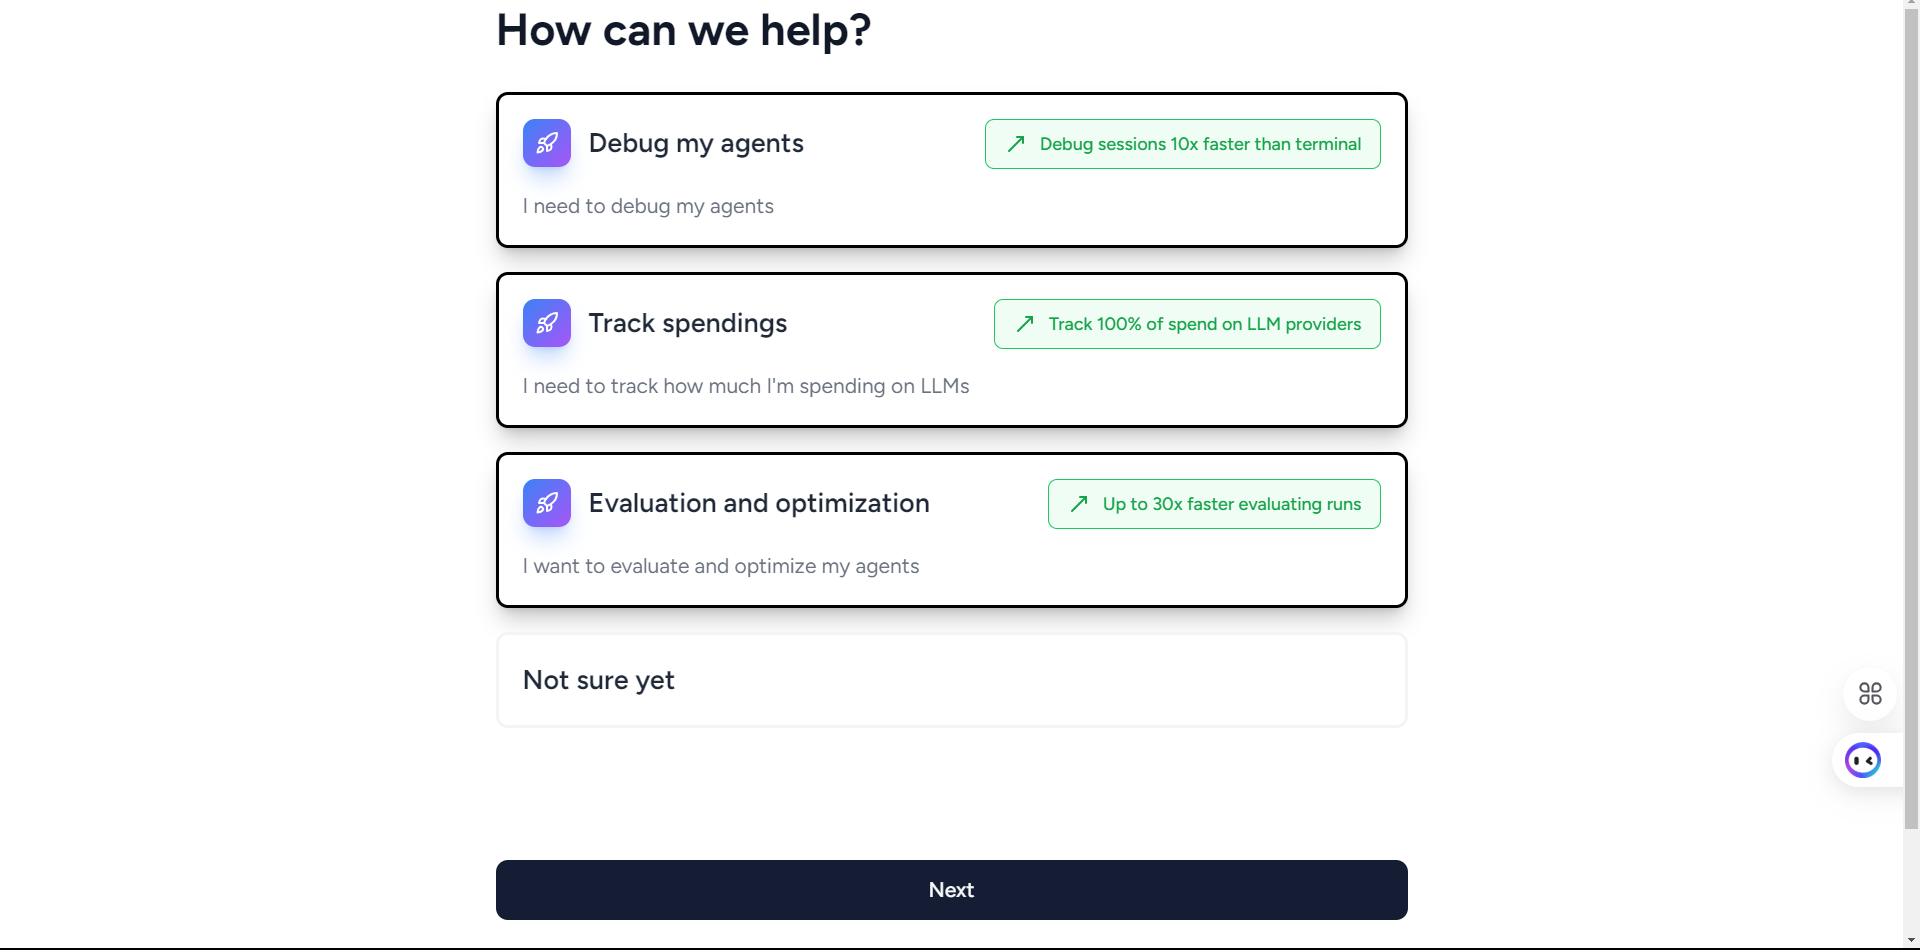 How can we help?
Debug my agents
Debug sessions 10x faster than terminal
I need to debug my agents
Track spendings
Track 100% of spend on LLM providers
I need to track how much I'm spending on LLMs
Evaluation and optimization
Up to 30x faster evaluating runs
I want to evaluate and optimize my agents
Not sure yet
Next